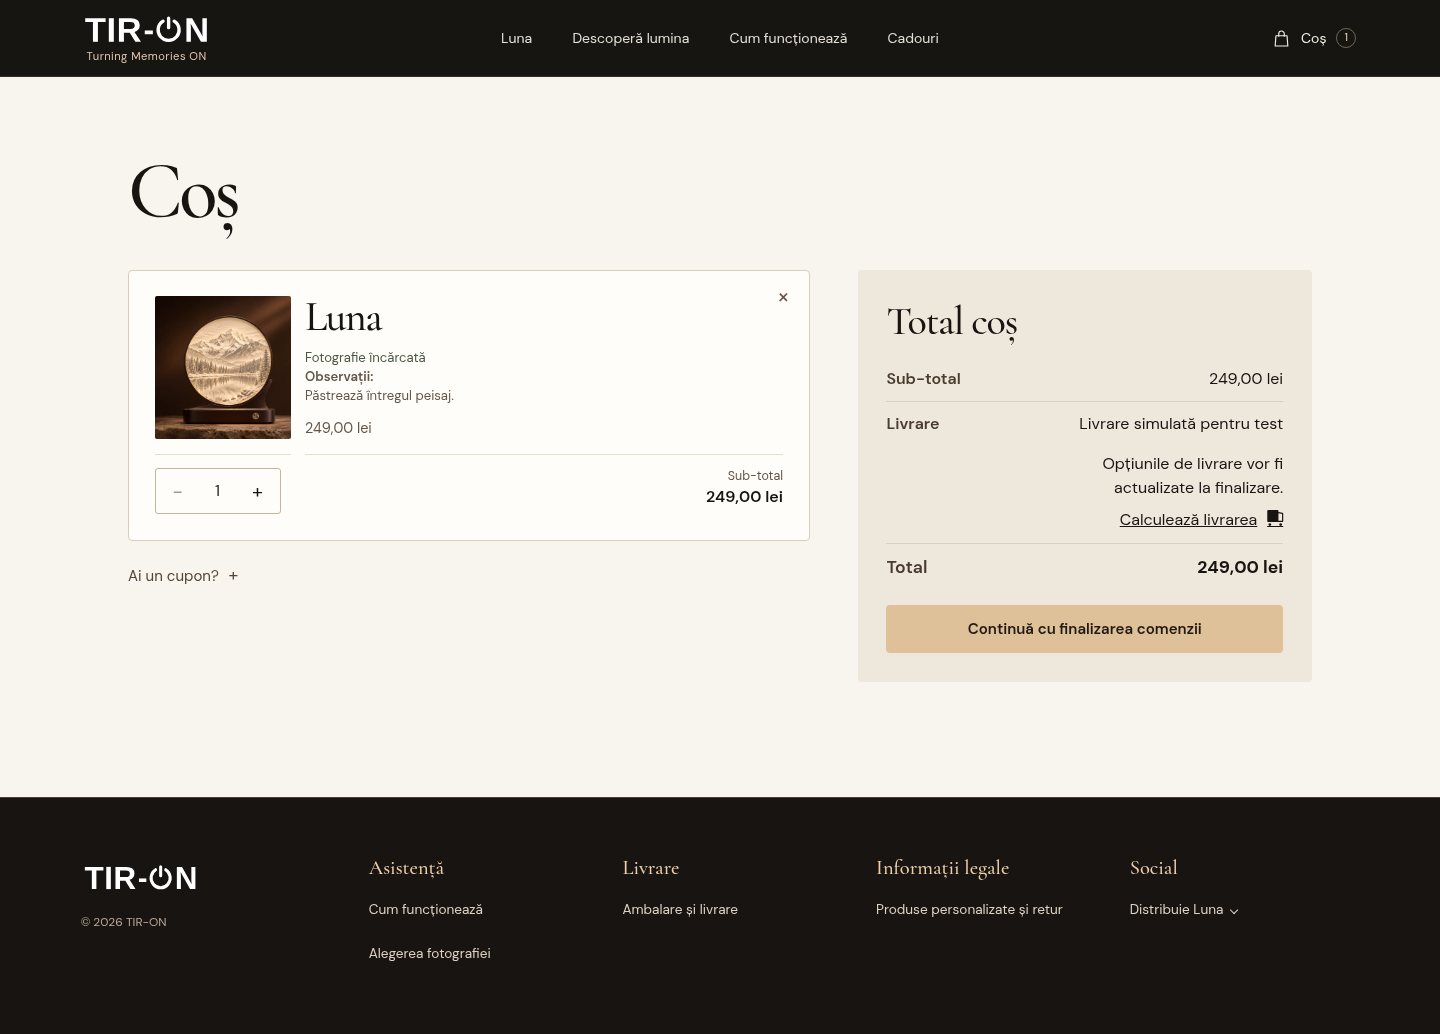 TIR-ON
Turning Memories ON
Luna
Descoperă lumina
Cum funcționează
Cadouri
Coș
1
Coș
Luna
×
Fotografie încărcată
Observații:
Păstrează întregul peisaj.
249,00 lei
− 1 +
Sub-total
249,00 lei
Ai un cupon? +
Total coș
Sub-total 249,00 lei
Livrare Livrare simulată pentru test
Opțiunile de livrare vor fi
actualizate la finalizare.
Calculează livrarea
Total 249,00 lei
Continuă cu finalizarea comenzii
TIR-ON
© 2026 TIR-ON
Asistență
Cum funcționează
Alegerea fotografiei
Livrare
Ambalare și livrare
Informații legale
Produse personalizate și retur
Social
Distribuie Luna